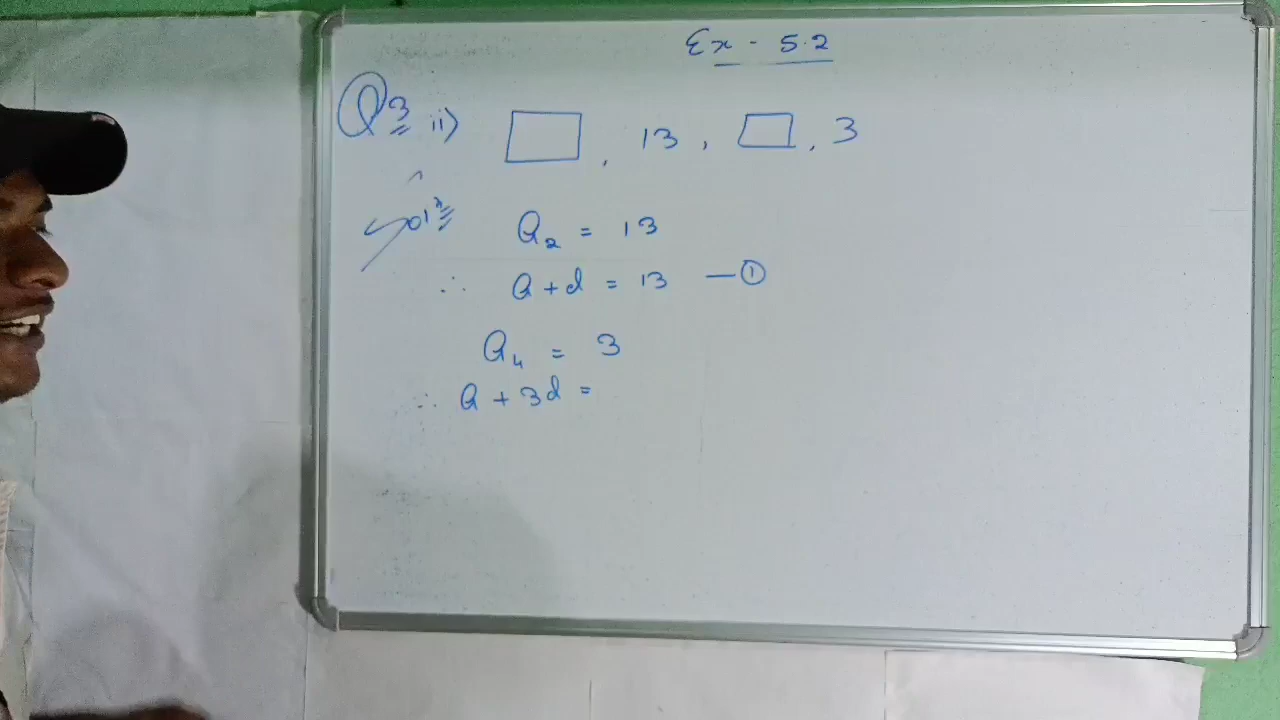 Ex - 5.2
Q3 ii) □, 13, □, 3
Solⁿ a₂ = 13
∴ a + d = 13 — ①
a₄ = 3
∴ a + 3d =